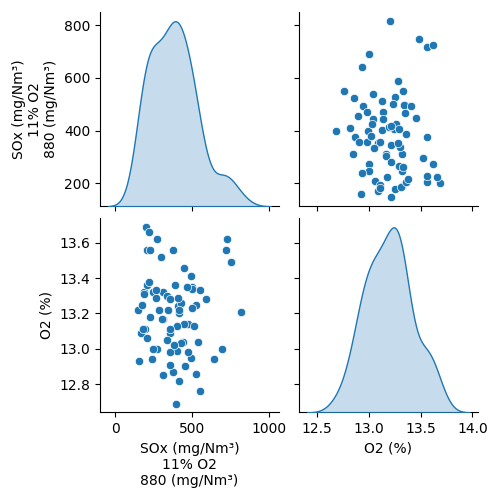 800
600
400
200
SOx (mg/Nm³)
11% O2
880 (mg/Nm³)
13.6
13.4
13.2
13.0
12.8
O2 (%)
0
1000
SOx (mg/Nm³)
11% O2
880 (mg/Nm³)
12.5
13.0
13.5
14.0
O2 (%)